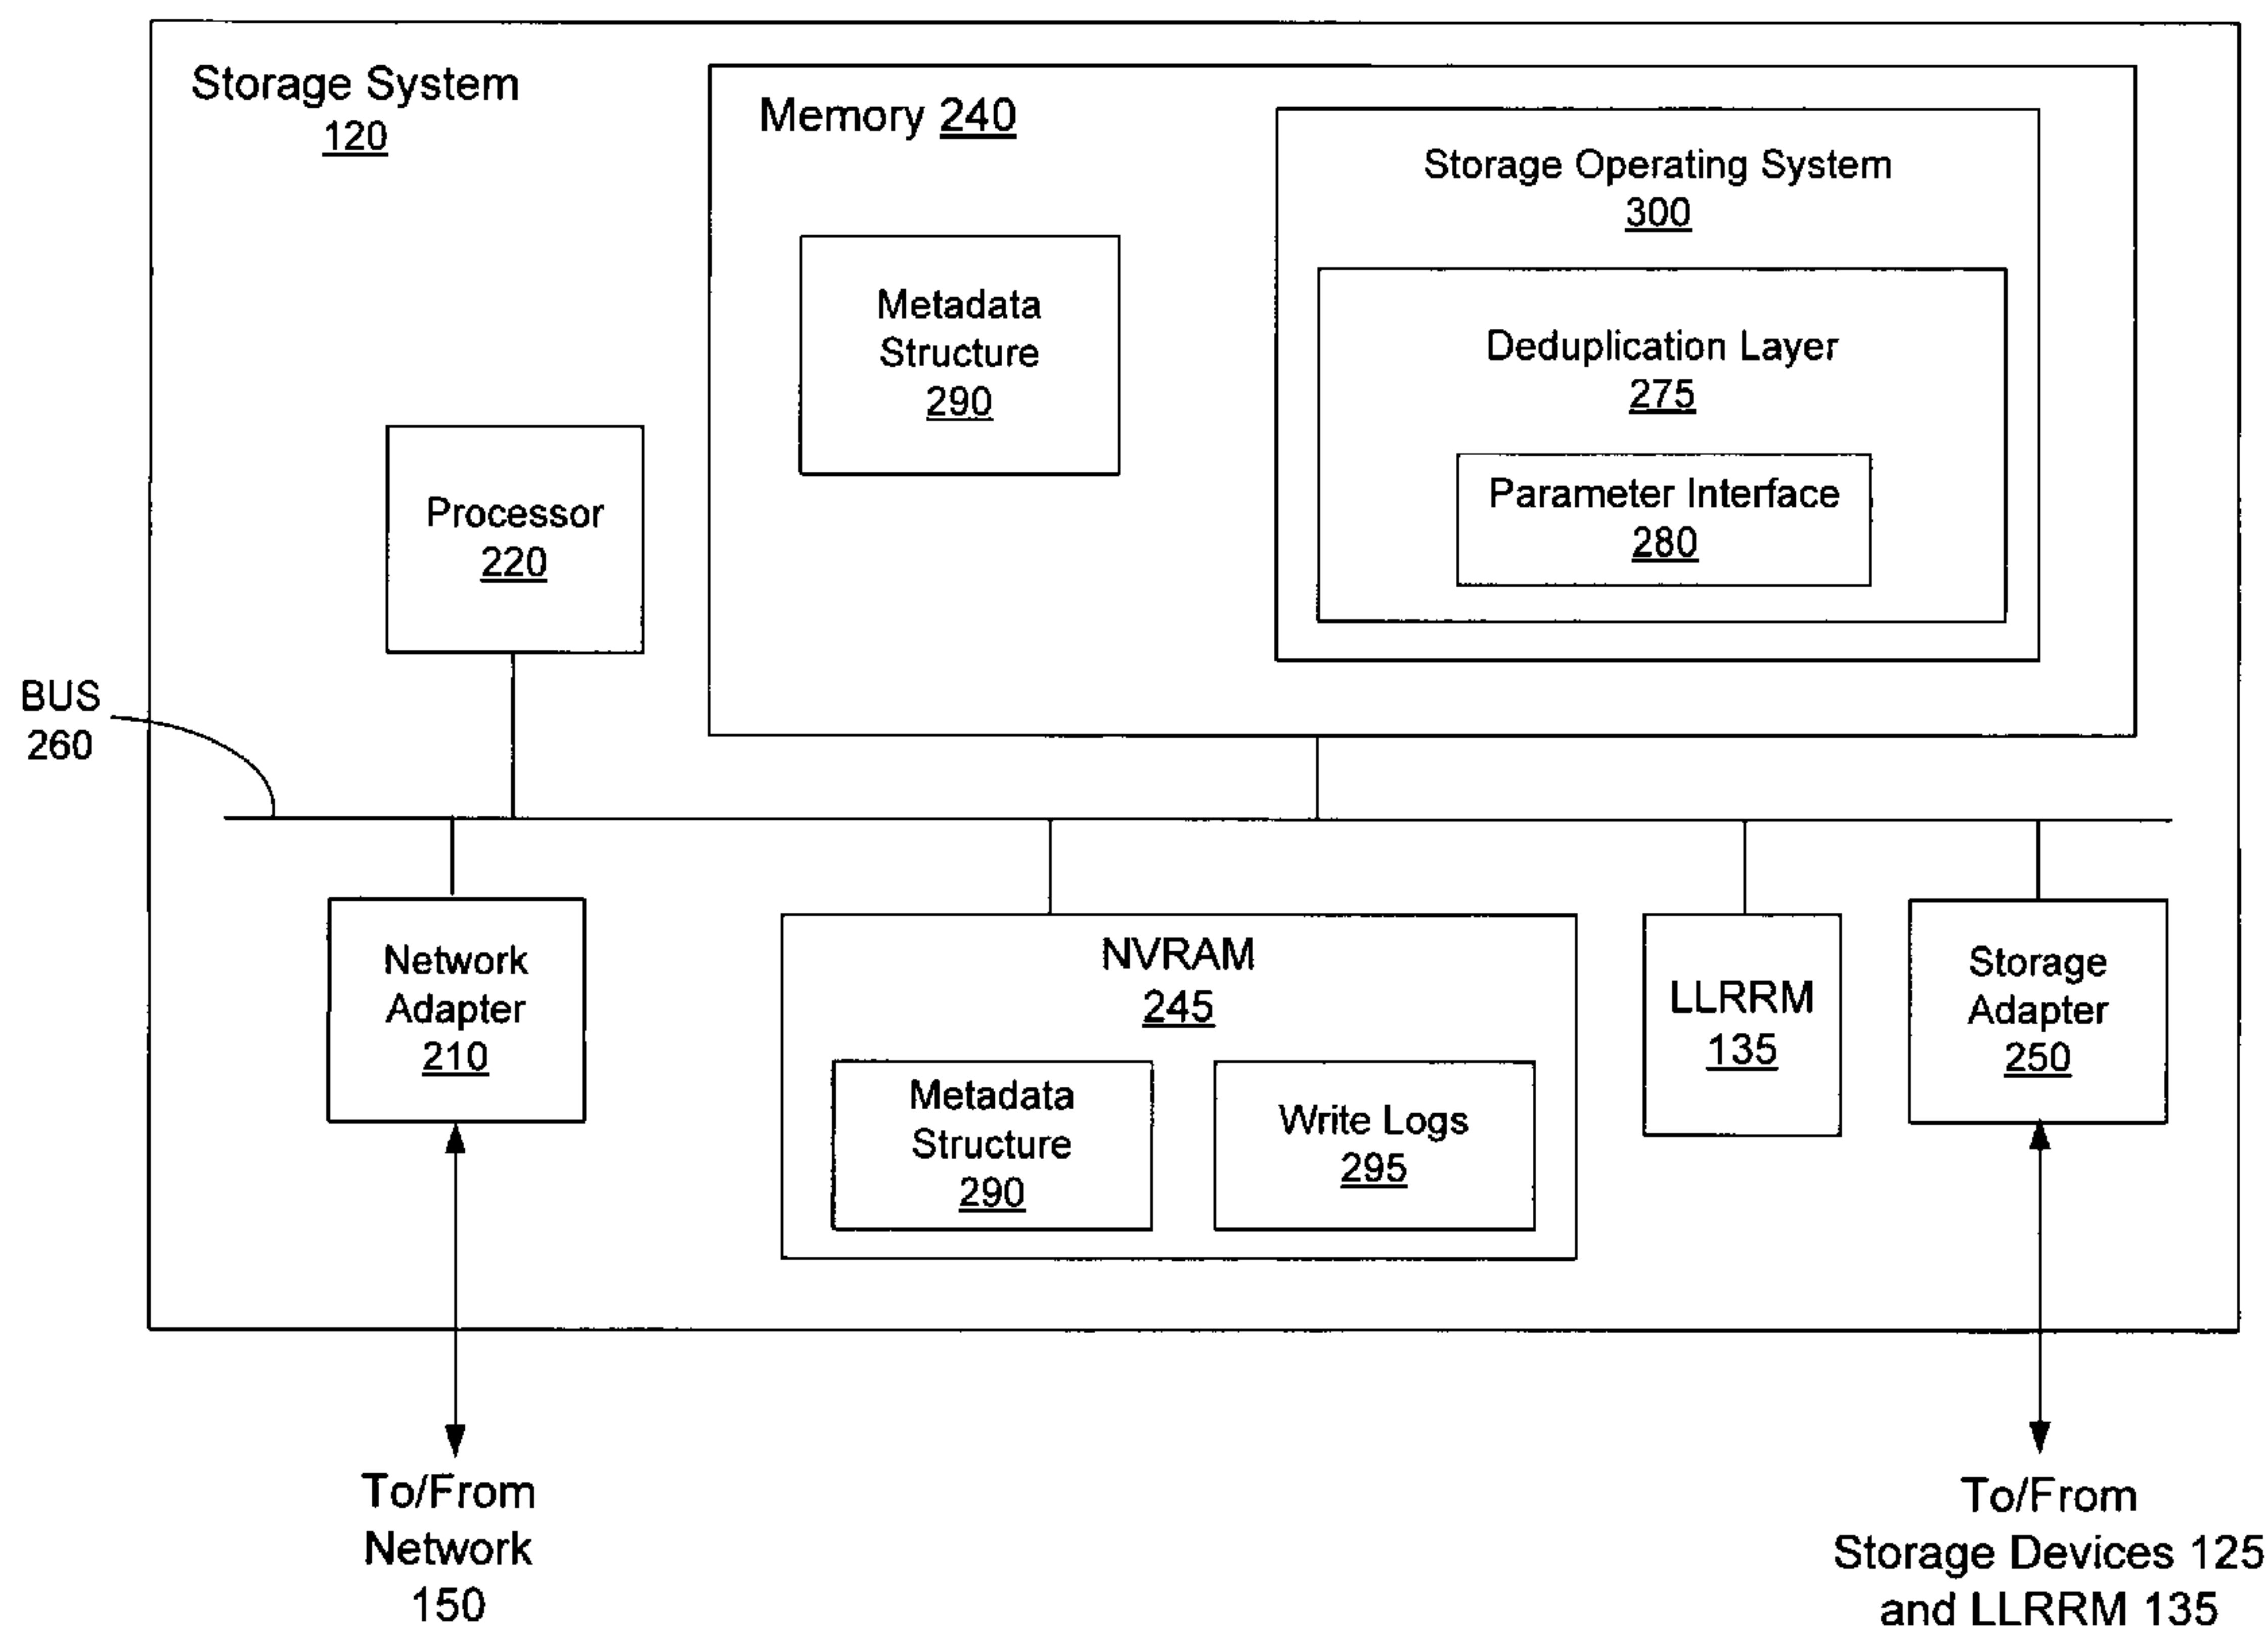 Storage System
120
Memory 240
Storage Operating System
300
Metadata
Structure
290
Deduplication Layer
275
Parameter Interface
280
Processor
220
BUS
260
Network
Adapter
210
NVRAM
245
Metadata
Structure
290
Write Logs
295
LLRRM
135
Storage
Adapter
250
To/From
Network
150
To/From
Storage Devices 125
and LLRRM 135